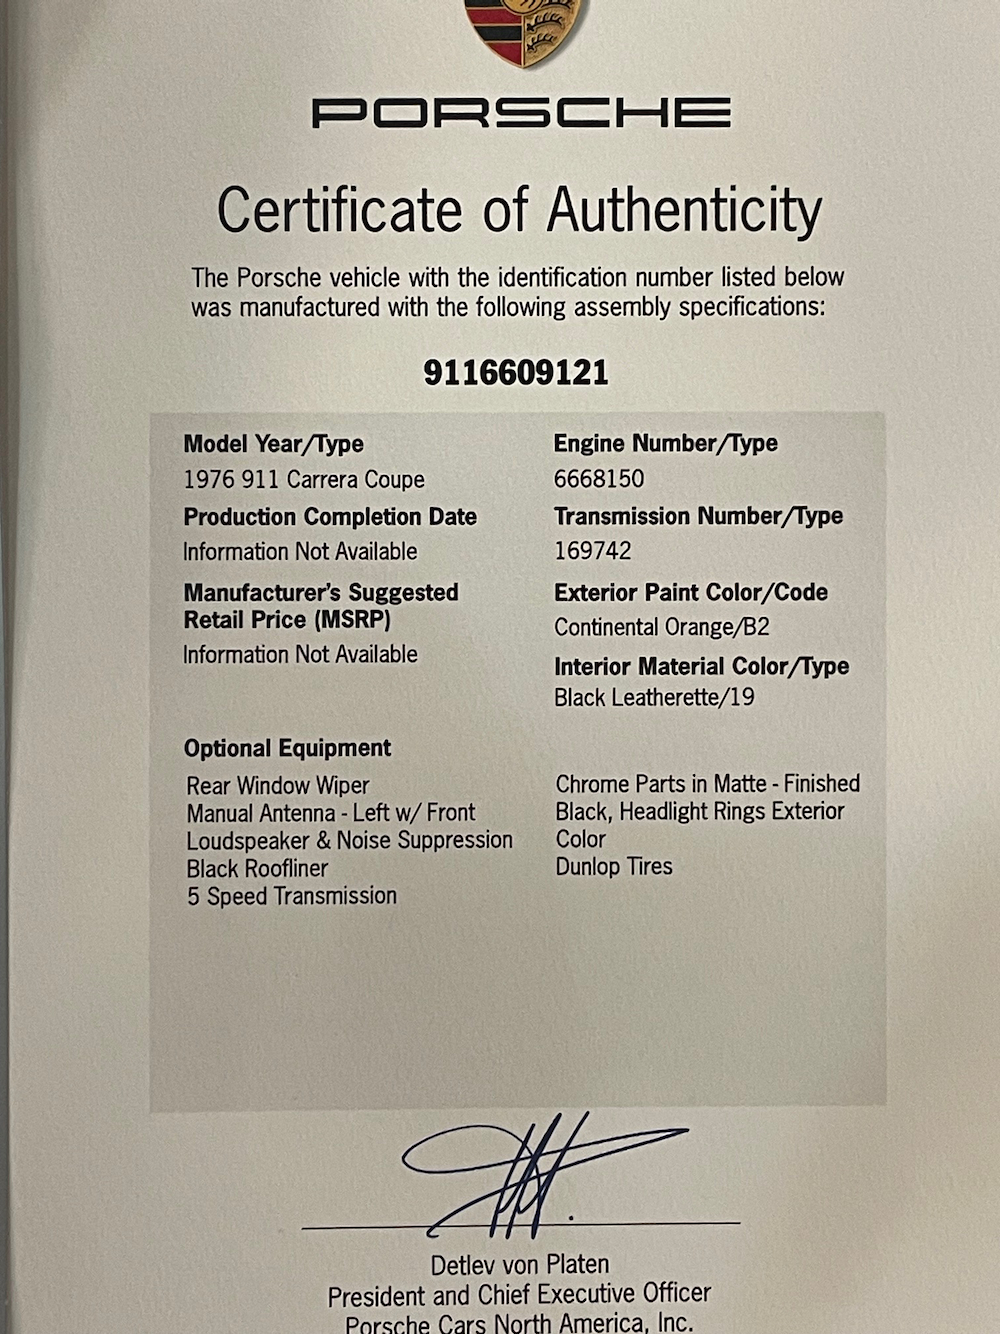 PORSCHE
Certificate of Authenticity
The Porsche vehicle with the identification number listed below
was manufactured with the following assembly specifications:
9116609121
Model Year/Type
1976 911 Carrera Coupe
Production Completion Date
Information Not Available
Manufacturer's Suggested
Retail Price (MSRP)
Information Not Available
Engine Number/Type
6668150
Transmission Number/Type
169742
Exterior Paint Color/Code
Continental Orange/B2
Interior Material Color/Type
Black Leatherette/19
Optional Equipment
Rear Window Wiper
Manual Antenna - Left w/ Front
Loudspeaker & Noise Suppression
Black Roofliner
5 Speed Transmission
Chrome Parts in Matte - Finished
Black, Headlight Rings Exterior
Color
Dunlop Tires
Detlev von Platen
President and Chief Executive Officer
Porsche Cars North America, Inc.